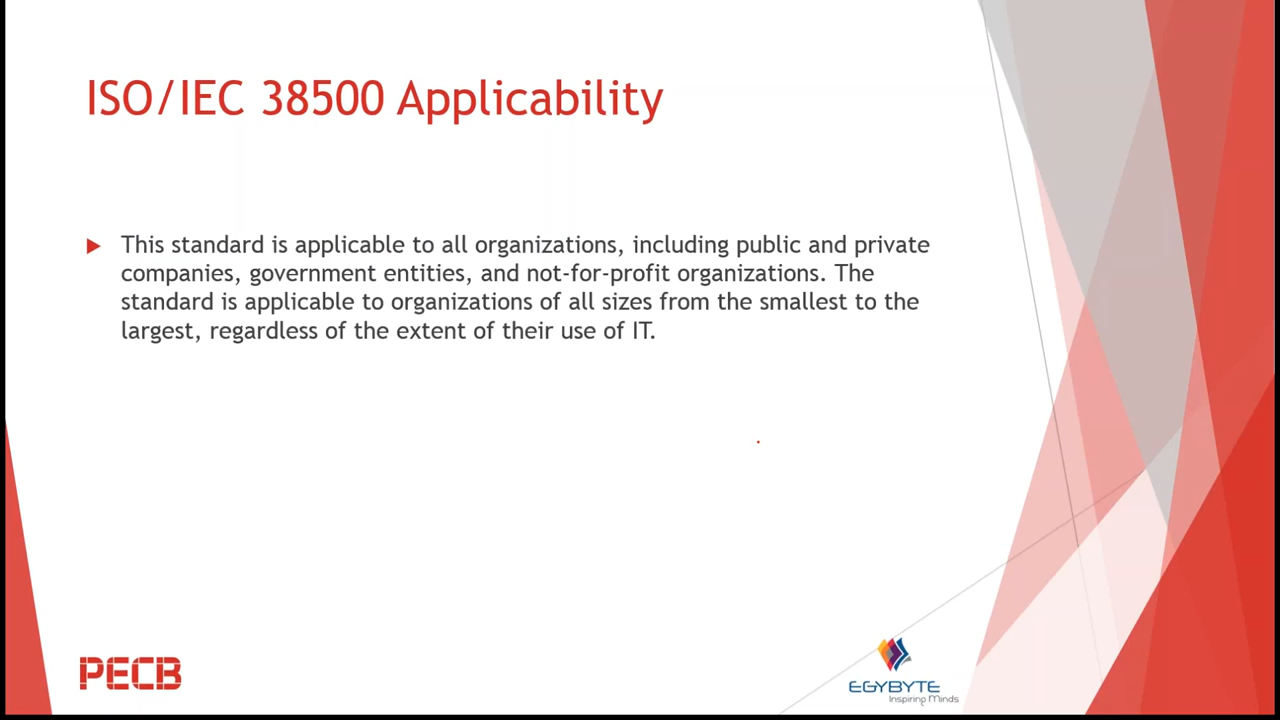 ISO/IEC 38500 Applicability
This standard is applicable to all organizations, including public and private
companies, government entities, and not-for-profit organizations. The
standard is applicable to organizations of all sizes from the smallest to the
largest, regardless of the extent of their use of IT.
PECB
EGYBYTE
Inspiring Minds